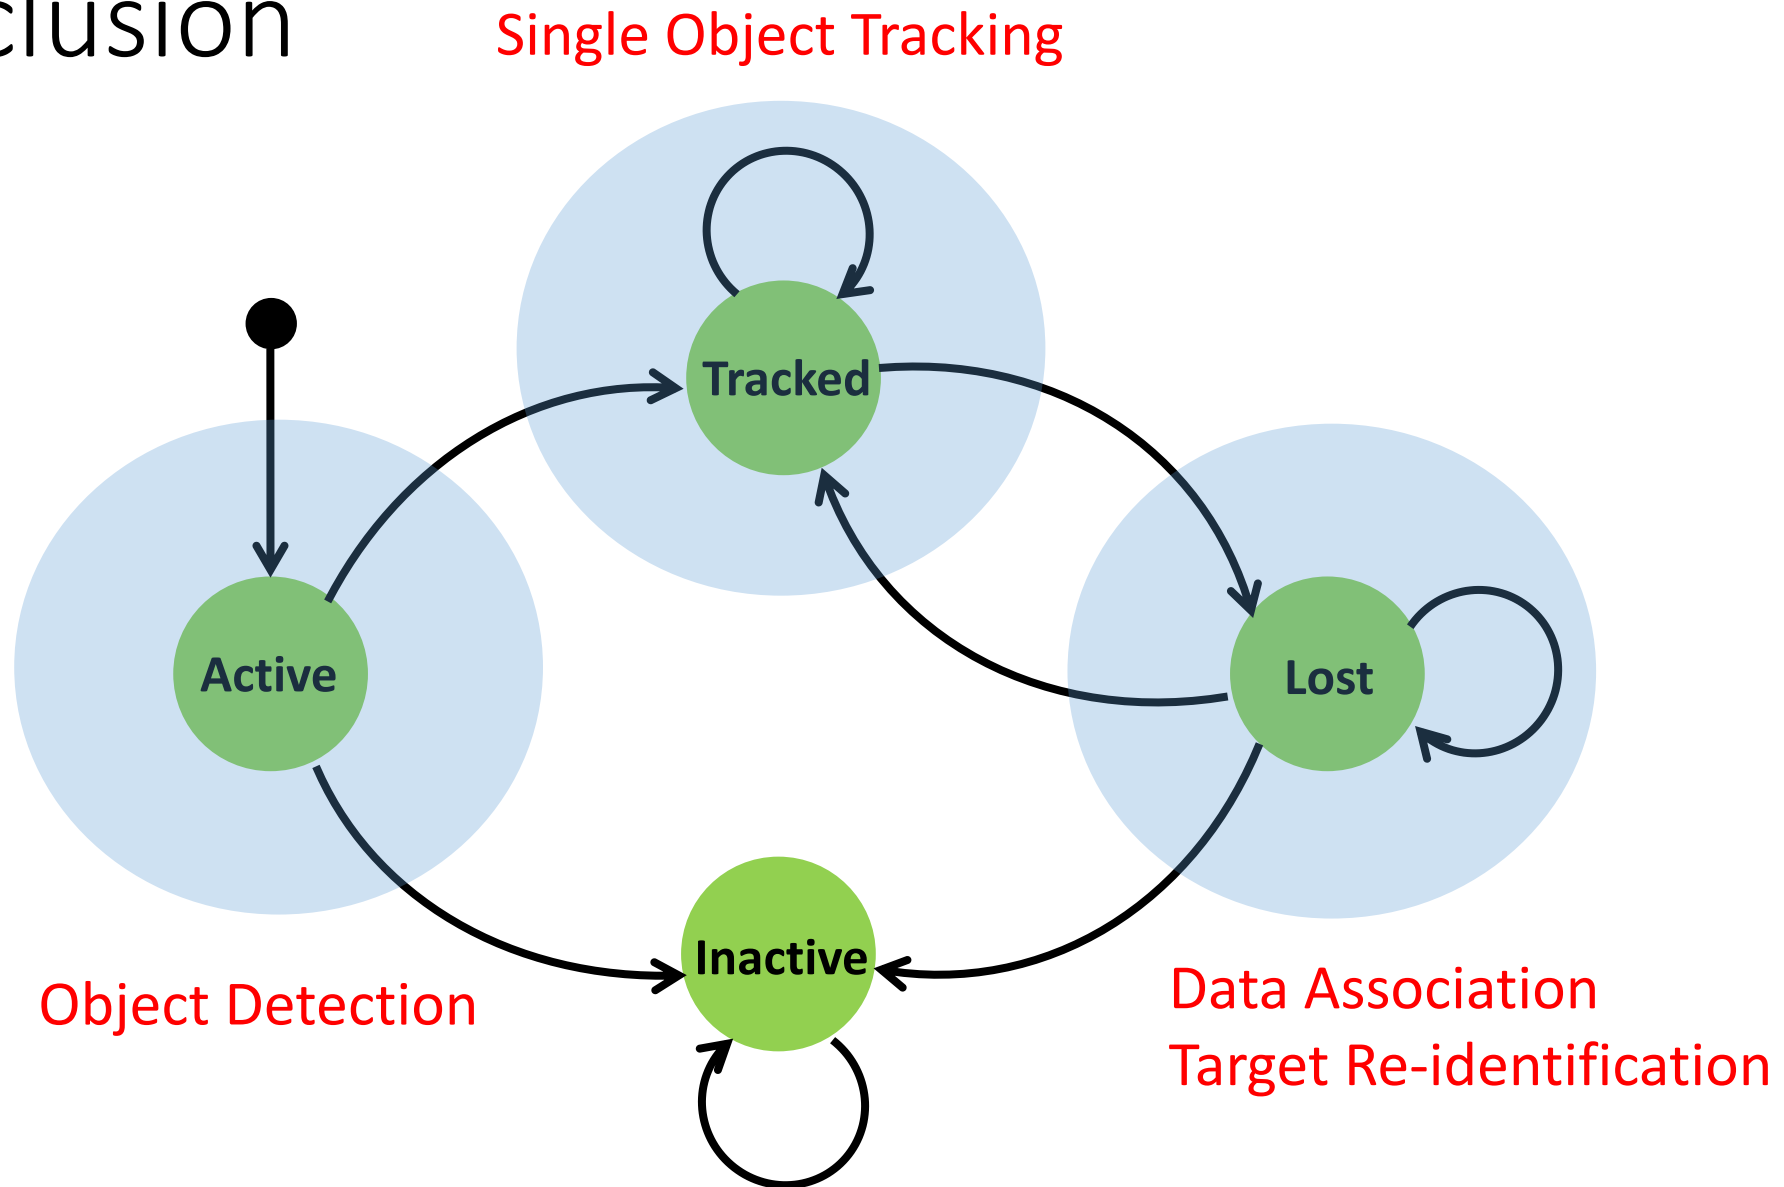 clusion
Single Object Tracking
Tracked
Active
Lost
Inactive
Object Detection
Data Association
Target Re-identification